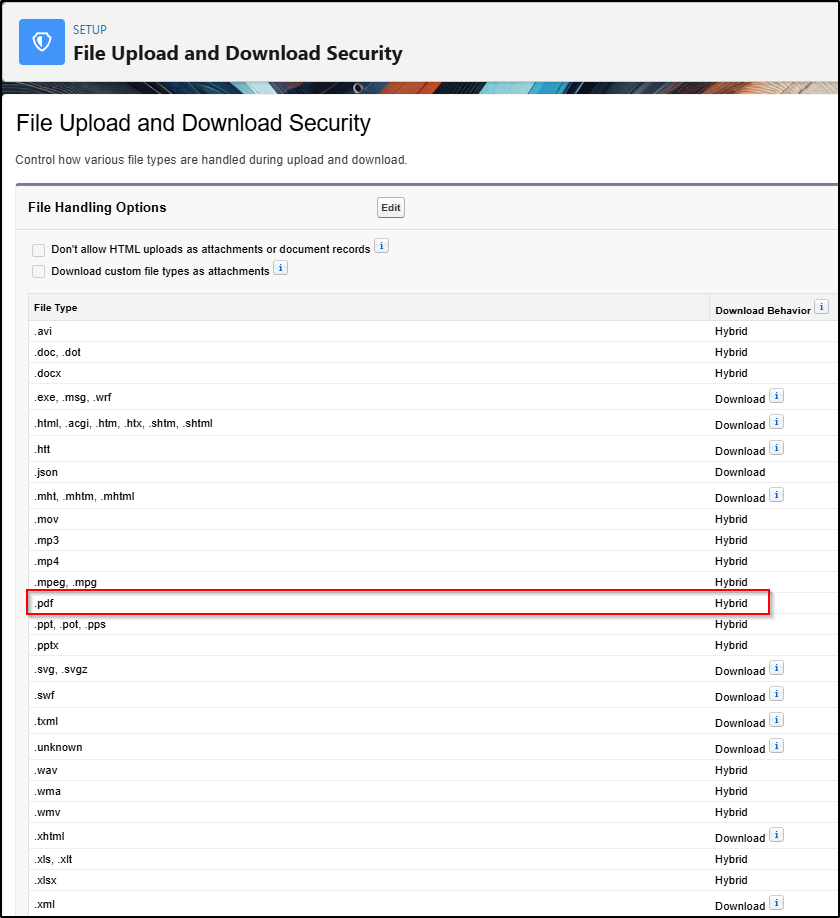 SETUP
File Upload and Download Security
File Upload and Download Security
Control how various file types are handled during upload and download.
File Handling Options Edit
Don't allow HTML uploads as attachments or document records i
Download custom file types as attachments i
File Type Download Behavior i
.avi Hybrid
.doc, .dot Hybrid
.docx Hybrid
.exe, .msg, .wrf Download i
.html, .acgi, .htm, .htx, .shtm, .shtml Download i
.htt Download i
.json Download
.mht, .mhtm, .mhtml Download i
.mov Hybrid
.mp3 Hybrid
.mp4 Hybrid
.mpeg, .mpg Hybrid
.pdf Hybrid
.ppt, .pot, .pps Hybrid
.pptx Hybrid
.svg, .svgz Download i
.swf Download i
.txml Download i
.unknown Download i
.wav Hybrid
.wma Hybrid
.wmv Hybrid
.xhtml Download i
.xls, .xlt Hybrid
.xlsx Hybrid
.xml Download i